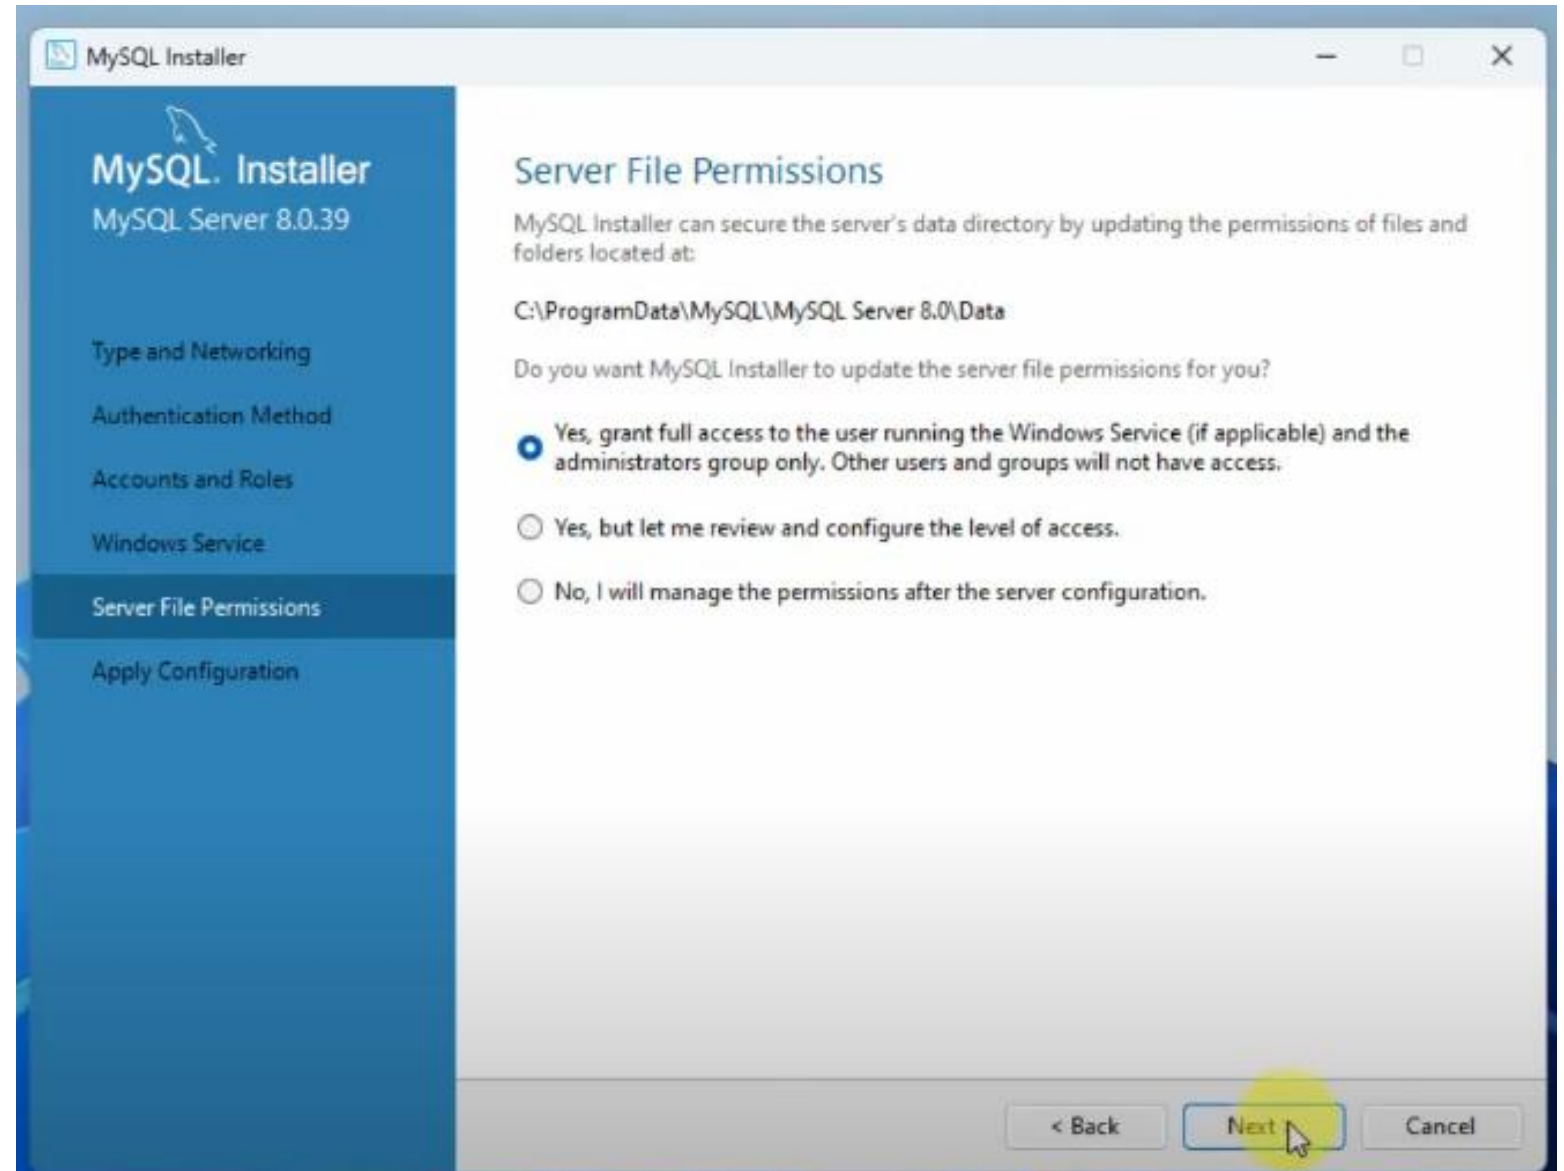 MySQL Installer
MySQL. Installer
MySQL Server 8.0.39
Type and Networking
Authentication Method
Accounts and Roles
Windows Service
Server File Permissions
Apply Configuration
Server File Permissions
MySQL Installer can secure the server's data directory by updating the permissions of files and
folders located at:
C:\ProgramData\MySQL\MySQL Server 8.0\Data
Do you want MySQL Installer to update the server file permissions for you?
Yes, grant full access to the user running the Windows Service (if applicable) and the
administrators group only. Other users and groups will not have access.
Yes, but let me review and configure the level of access.
No, I will manage the permissions after the server configuration.
< Back
Next
Cancel